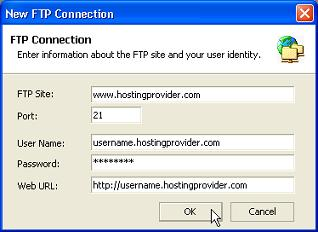 New FTP Connection
FTP Connection
Enter information about the FTP site and your user identity.
FTP Site: www.hostingprovider.com
Port: 21
User Name: username.hostingprovider.com
Password: ********
Web URL: http://username.hostingprovider.com
OK Cancel